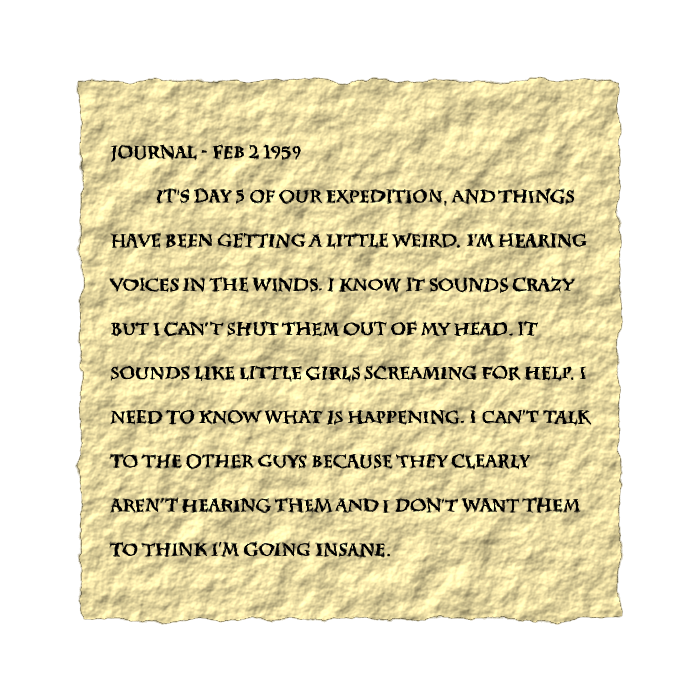 JOURNAL - FEB 2 1959
IT'S DAY 5 OF OUR EXPEDITION, AND THINGS
HAVE BEEN GETTING A LITTLE WEIRD. I'M HEARING
VOICES IN THE WINDS. I KNOW IT SOUNDS CRAZY
BUT I CAN'T SHUT THEM OUT OF MY HEAD. IT
SOUNDS LIKE LITTLE GIRLS SCREAMING FOR HELP. I
NEED TO KNOW WHAT IS HAPPENING. I CAN'T TALK
TO THE OTHER GUYS BECAUSE THEY CLEARLY
AREN'T HEARING THEM AND I DON'T WANT THEM
TO THINK I'M GOING INSANE.